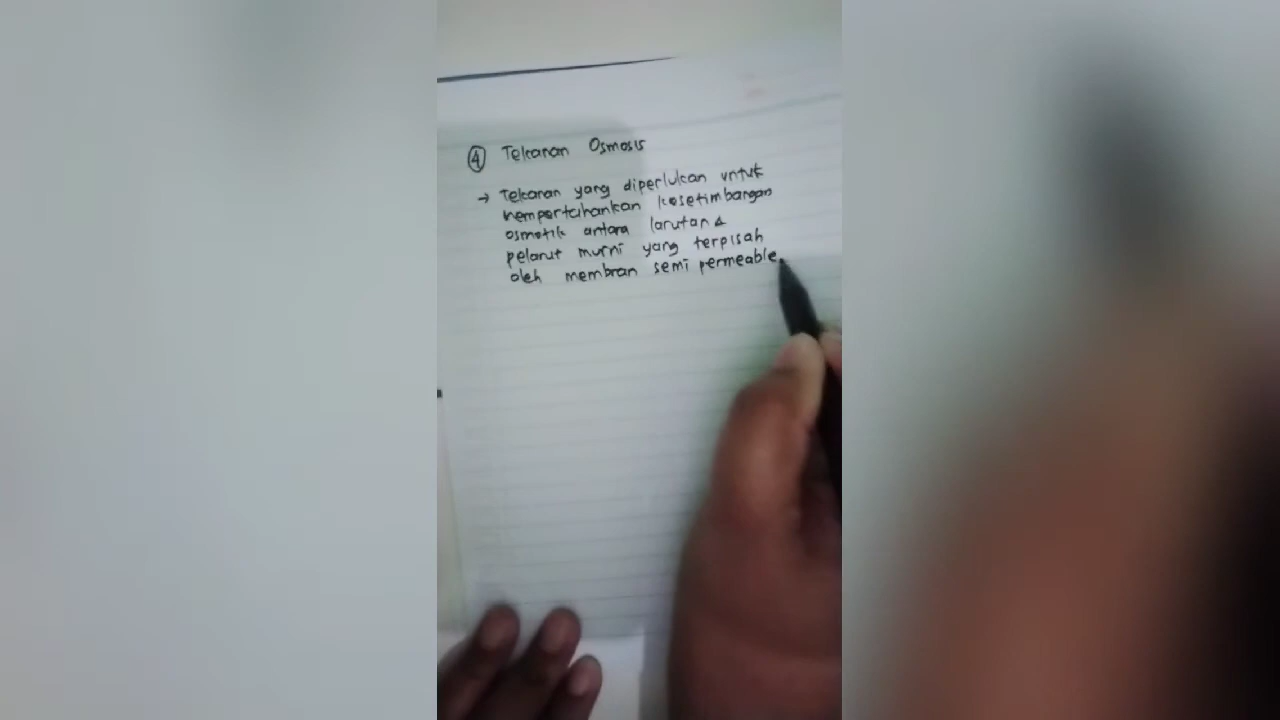 ④ Tekanan Osmosis
→ Tekanan yang diperlukan untuk
mempertahankan kesetimbangan
osmotik antara larutan &
pelarut murni yang terpisah
oleh membran semi permeable